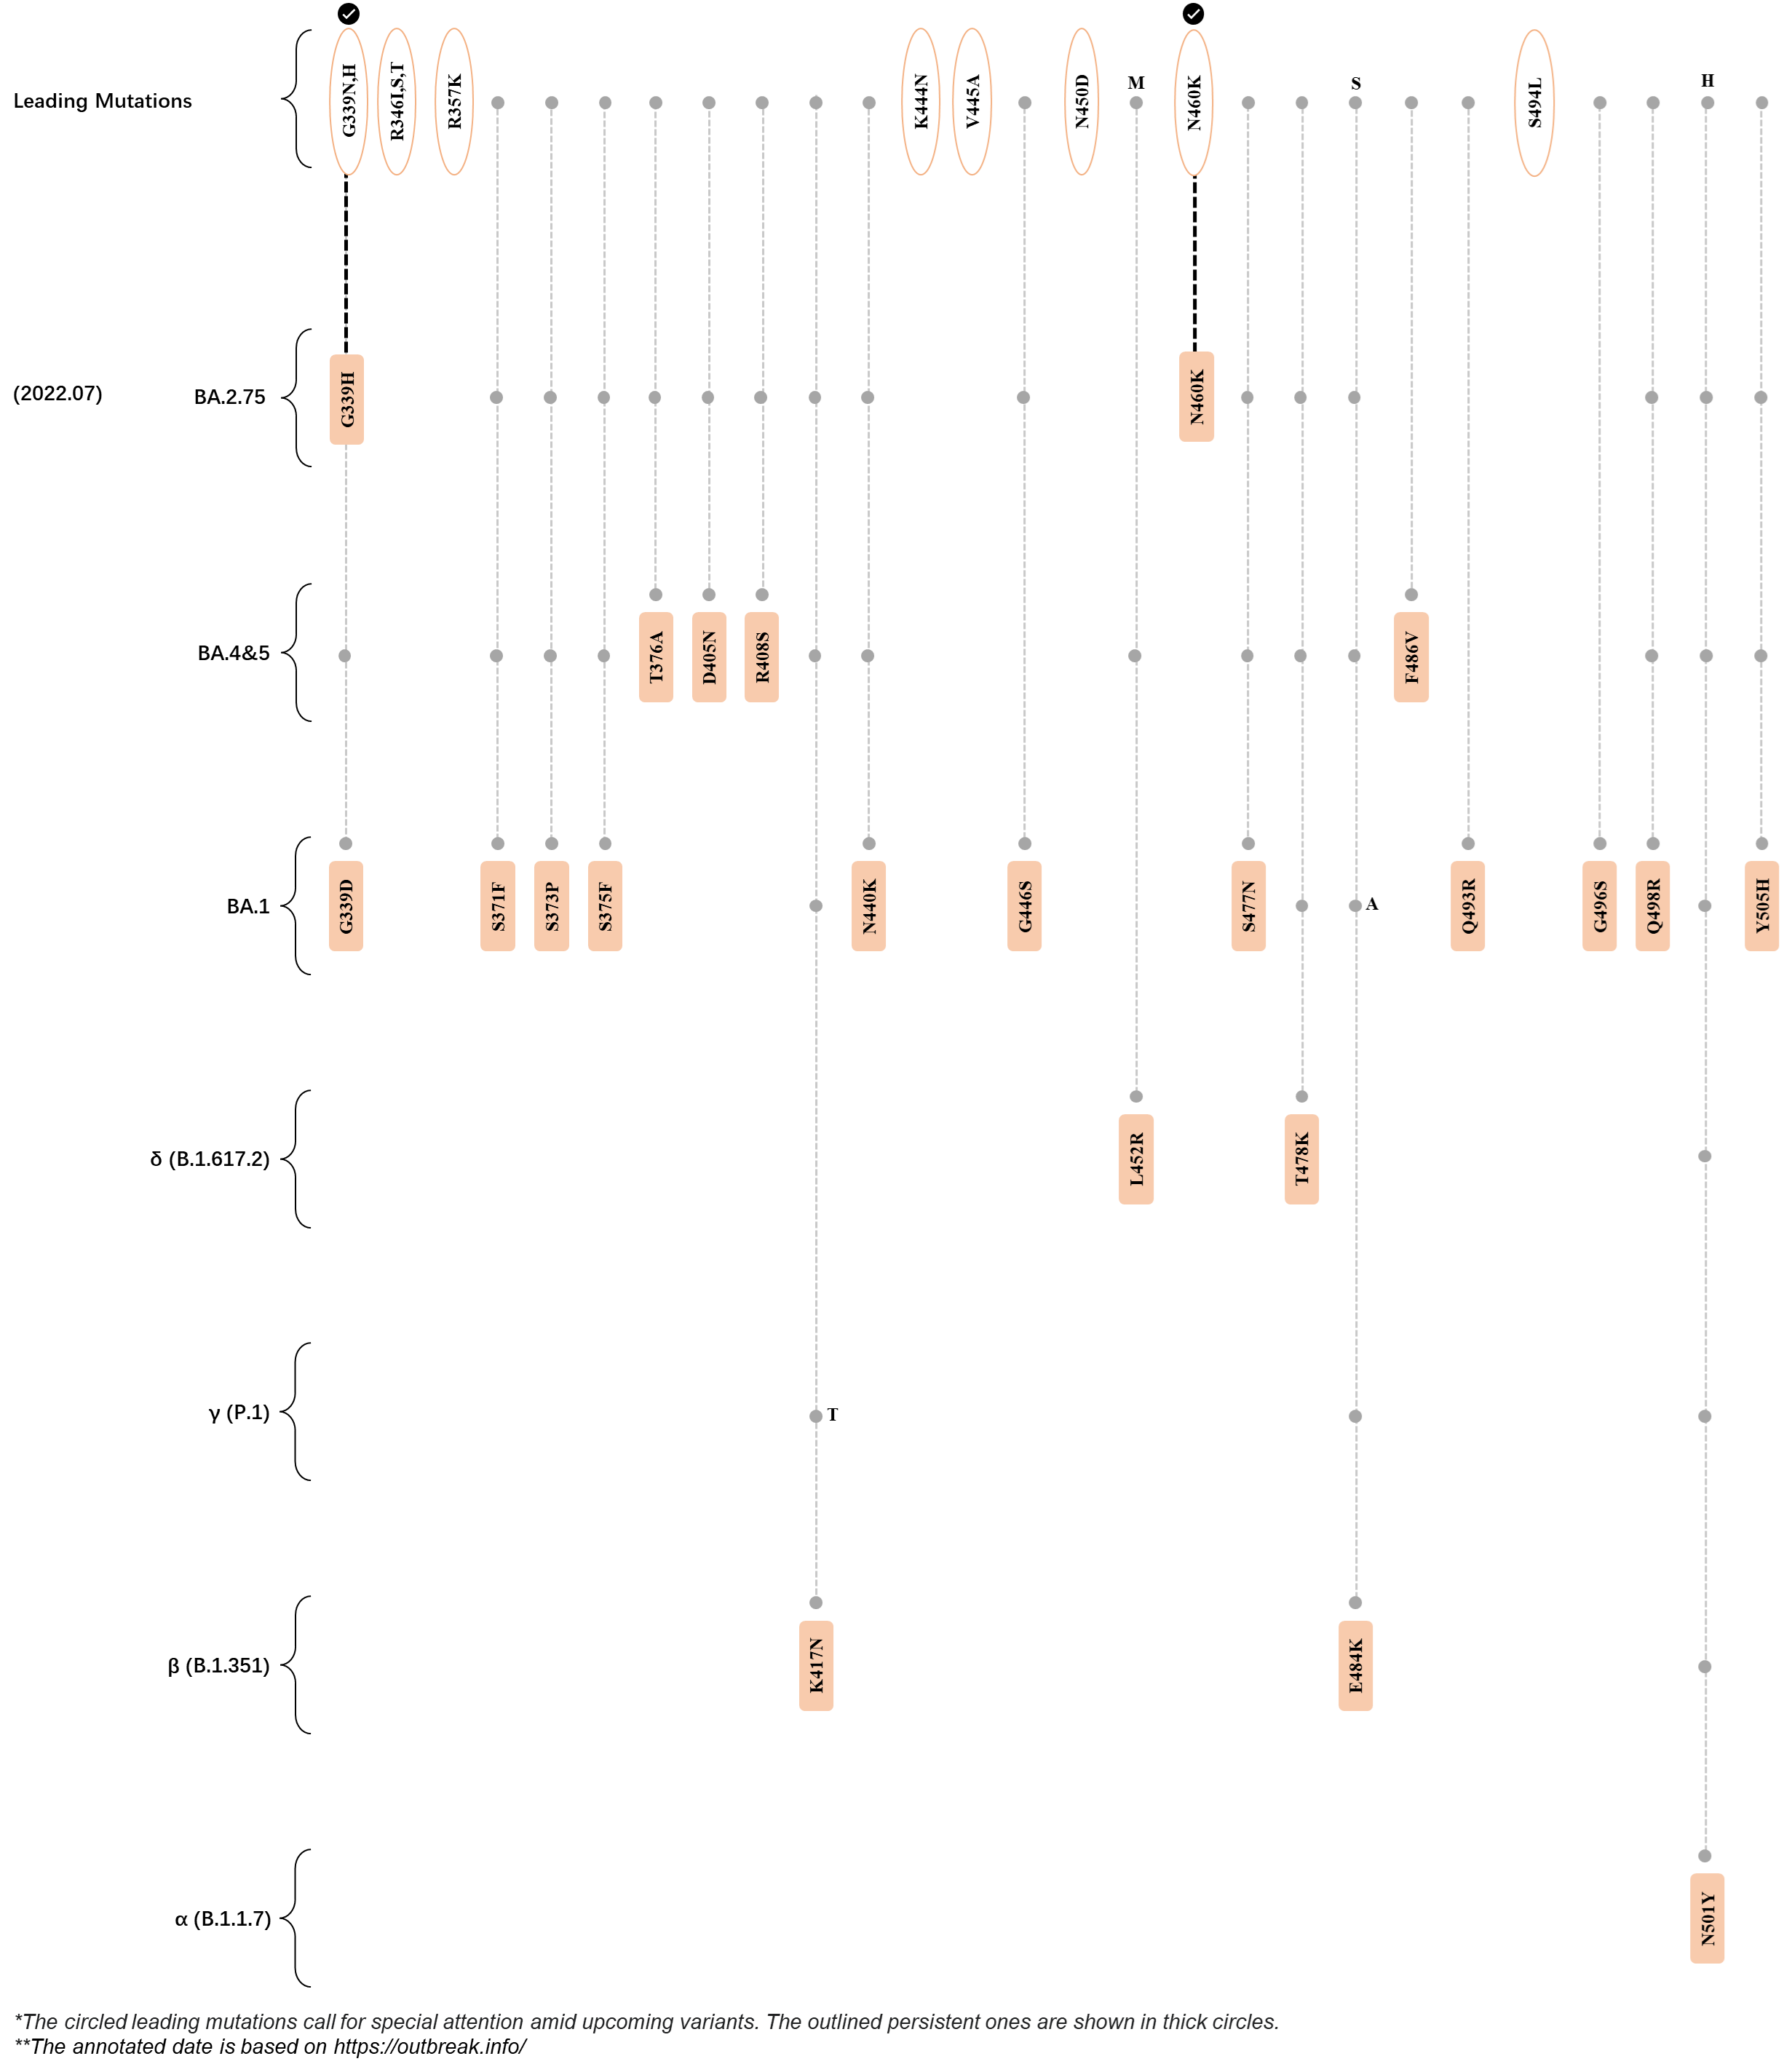 Leading Mutations
G339N,H
R346I,S,T
R357K
K444N
V445A
N450D
M
N460K
S
S494L
H
(2022.07)
BA.2.75
G339H
N460K
BA.4&5
T376A
D405N
R408S
F486V
BA.1
G339D
S371F
S373P
S375F
N440K
G446S
S477N
A
Q493R
G496S
Q498R
Y505H
δ (B.1.617.2)
L452R
T478K
γ (P.1)
T
β (B.1.351)
K417N
E484K
α (B.1.1.7)
N501Y
*The circled leading mutations call for special attention amid upcoming variants. The outlined persistent ones are shown in thick circles.
**The annotated date is based on https://outbreak.info/